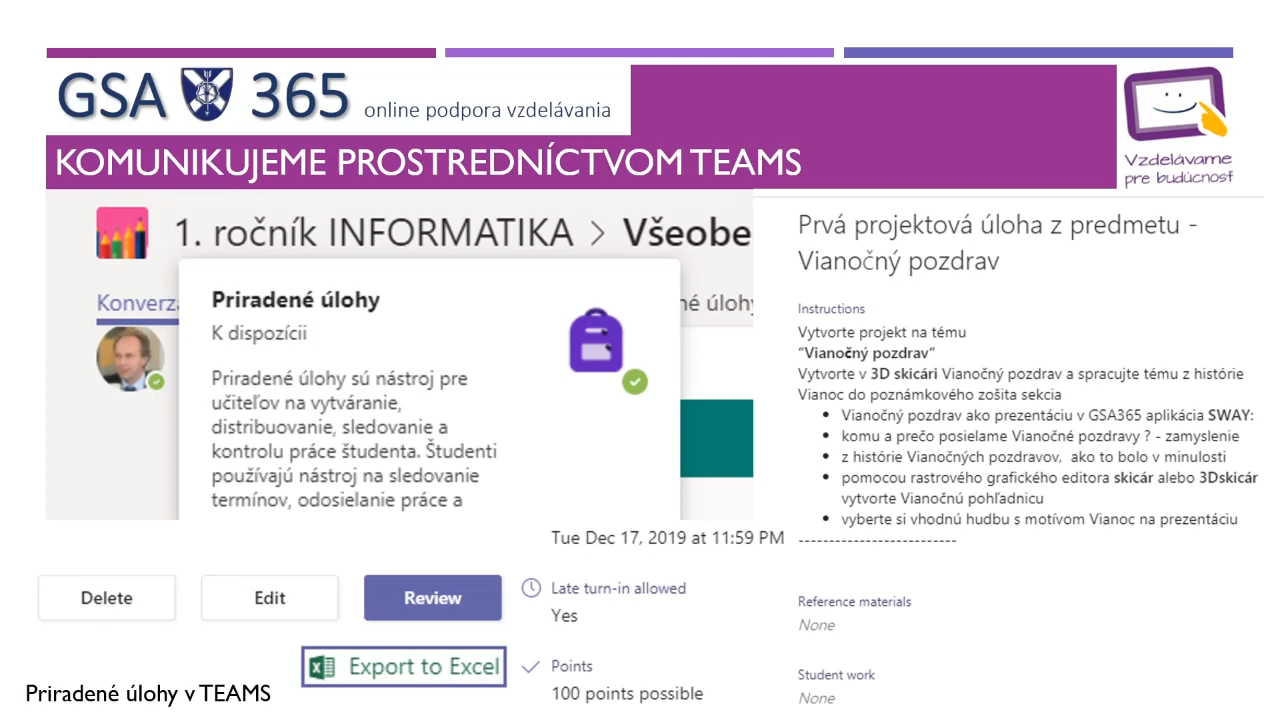 GSA 365 online podpora vzdelávania
KOMUNIKUJEME PROSTREDNÍCTVOM TEAMS
Vzdelávame
pre budúcnosť
1. ročník INFORMATIKA > Všeobe
Konverz
né úlohy
Priradené úlohy
K dispozícii
Priradené úlohy sú nástroj pre
učiteľov na vytváranie,
distribuovanie, sledovanie a
kontrolu práce študenta. Študenti
používajú nástroj na sledovanie
termínov, odosielanie práce a
Prvá projektová úloha z predmetu -
Vianočný pozdrav
Instructions
Vytvorte projekt na tému
"Vianočný pozdrav"
Vytvorte v 3D skicári Vianočný pozdrav a spracujte tému z histórie
Vianoc do poznámkového zošita sekcia
• Vianočný pozdrav ako prezentáciu v GSA365 aplikácia SWAY:
• komu a prečo posielame Vianočné pozdravy ? - zamyslenie
• z histórie Vianočných pozdravov, ako to bolo v minulosti
• pomocou rastrového grafického editora skicár alebo 3Dskicár
vytvorte Vianočnú pohľadnicu
• vyberte si vhodnú hudbu s motívom Vianoc na prezentáciu
--------------------------
Reference materials
None
Student work
None
Tue Dec 17, 2019 at 11:59 PM
Late turn-in allowed
Yes
Points
100 points possible
Delete
Edit
Review
Export to Excel
Priradené úlohy v TEAMS